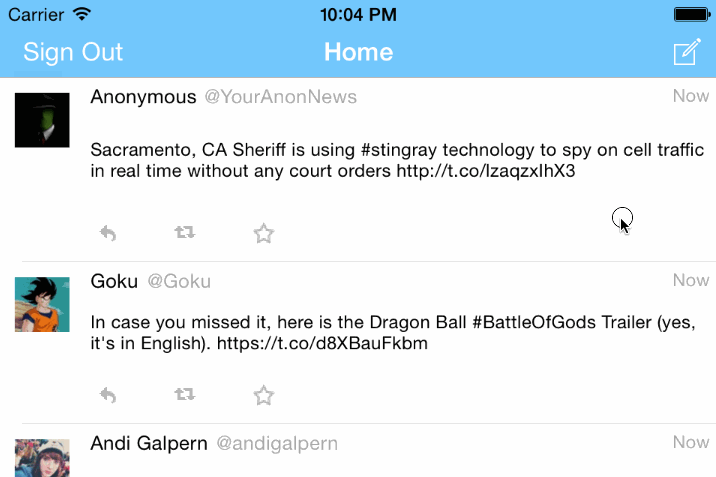 Carrier 10:04 PM
Sign Out Home
Anonymous @YourAnonNews Now
Sacramento, CA Sheriff is using #stingray technology to spy on cell traffic
in real time without any court orders http://t.co/lzaqzxIhX3
Goku @Goku Now
In case you missed it, here is the Dragon Ball #BattleOfGods Trailer (yes,
it's in English). https://t.co/d8XBauFkbm
Andi Galpern @andigalpern Now